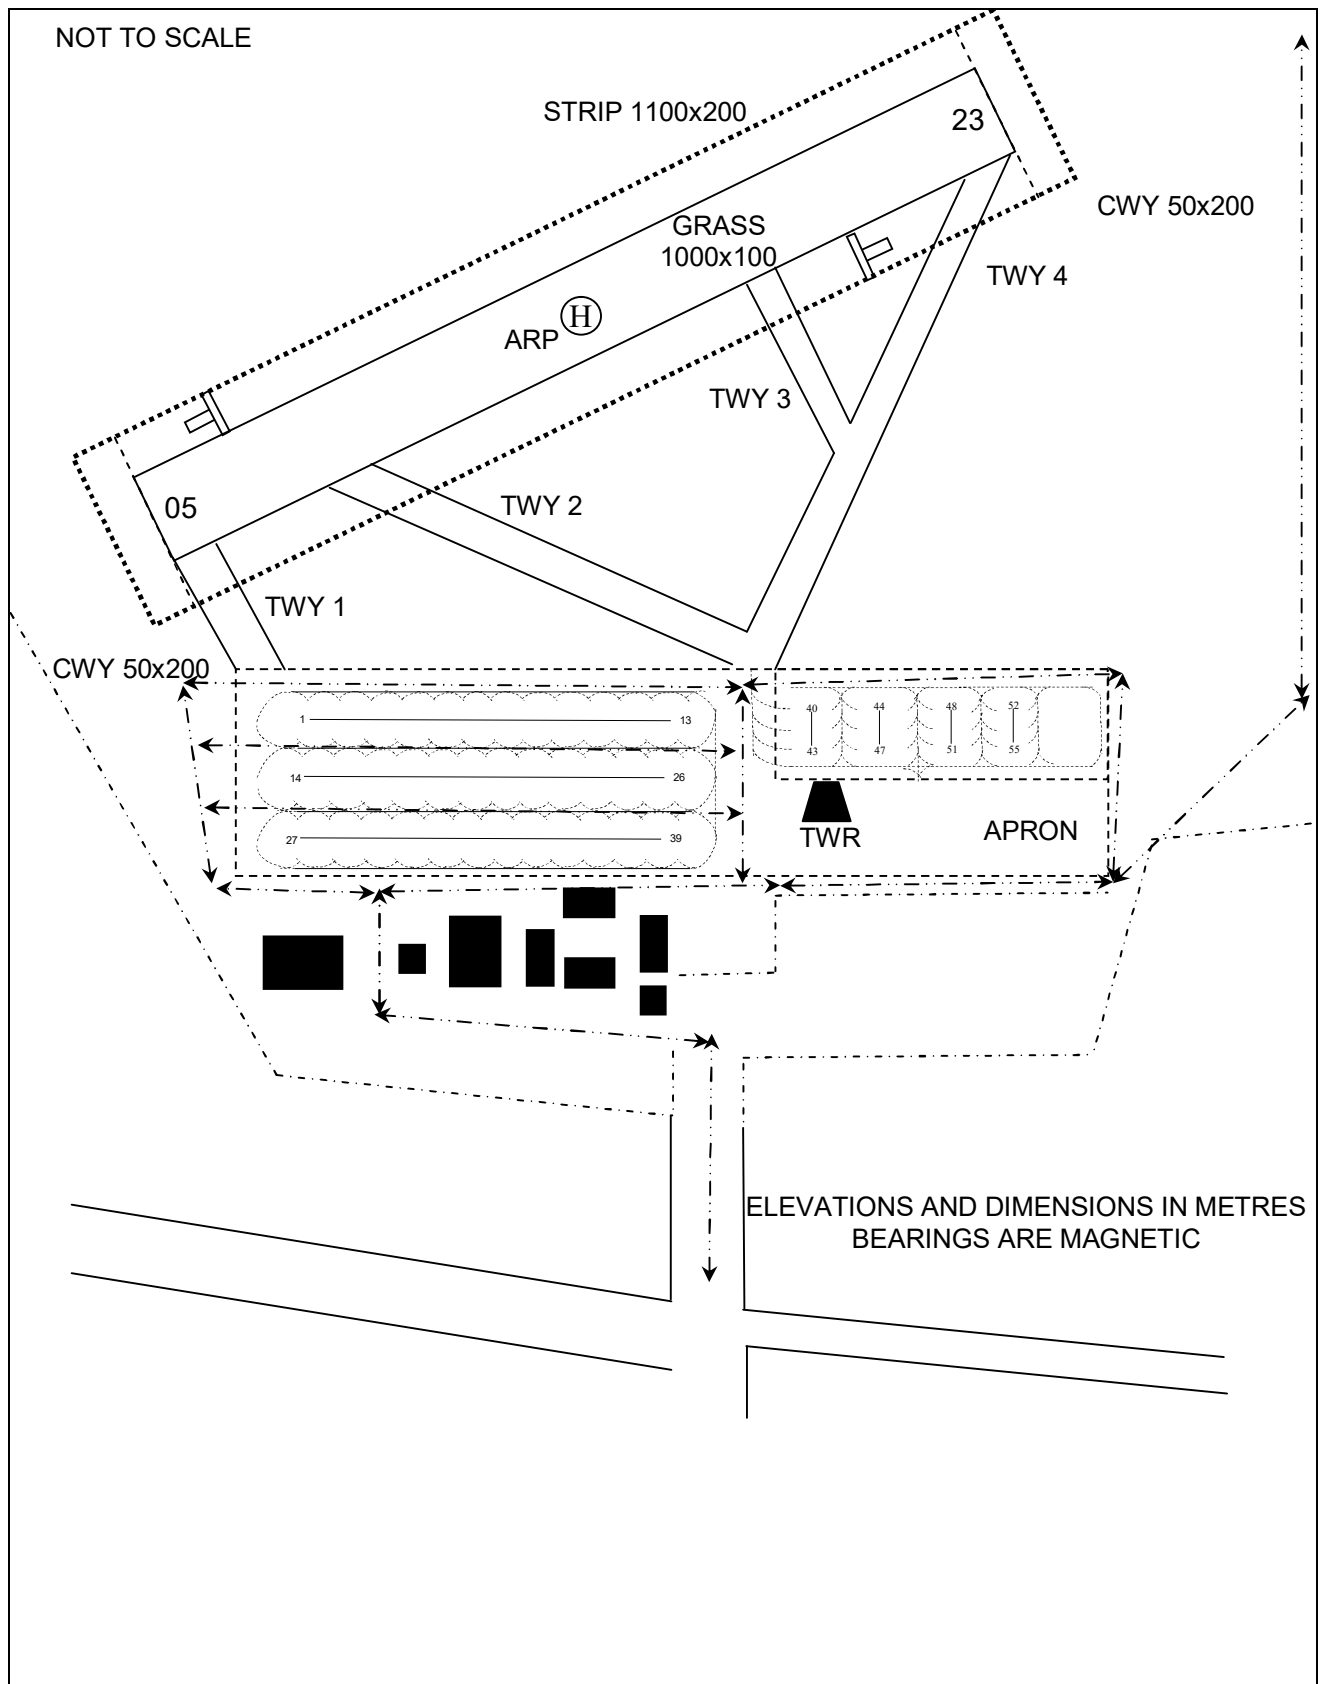 NOT TO SCALE
STRIP 1100x200
23
CWY 50x200
GRASS
1000x100
TWY 4
H
ARP
TWY 3
05
TWY 2
TWY 1
CWY 50x200
1
13
40
44
48
52
43
47
51
55
14
26
27
39
TWR
APRON
ELEVATIONS AND DIMENSIONS IN METRES
BEARINGS ARE MAGNETIC